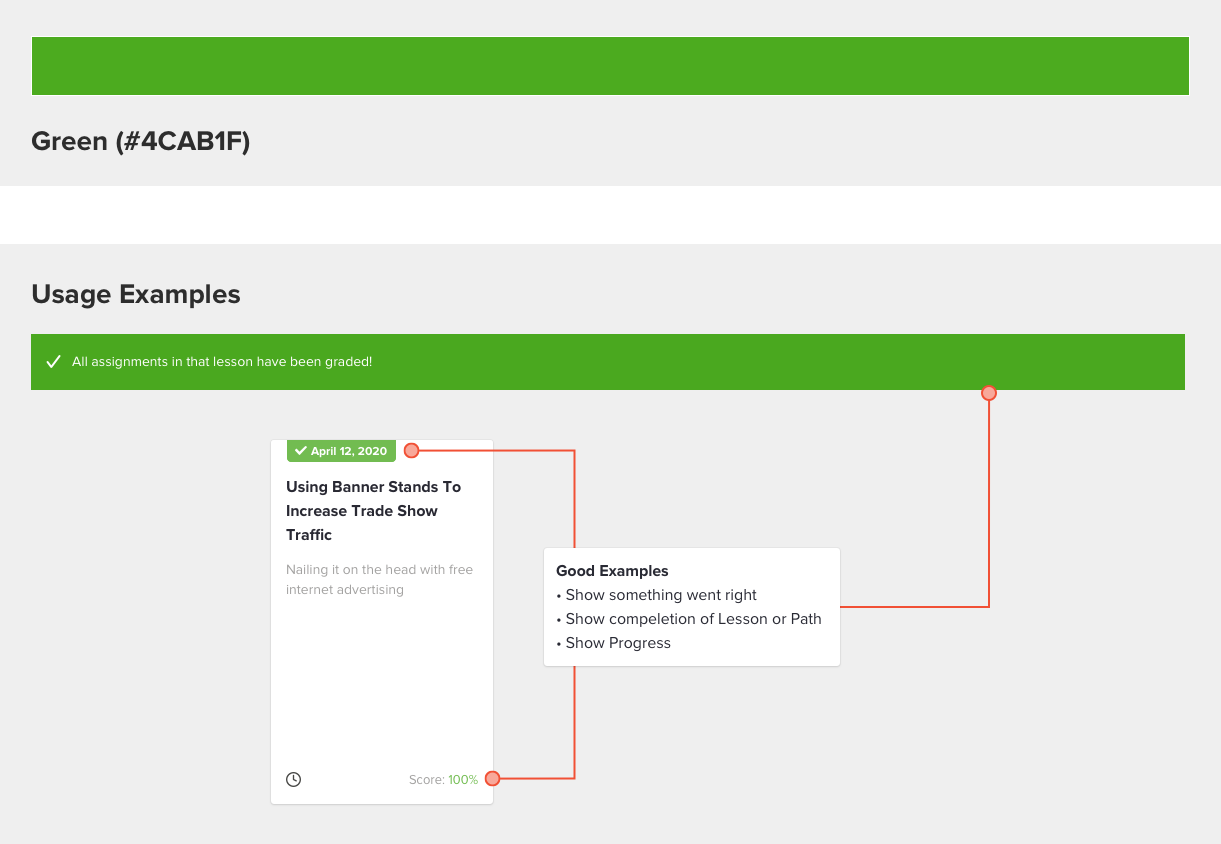 Green (#4CAB1F)
Usage Examples
All assignments in that lesson have been graded!
April 12, 2020
Using Banner Stands To
Increase Trade Show
Traffic
Nailing it on the head with free
internet advertising
Good Examples
• Show something went right
• Show compeletion of Lesson or Path
• Show Progress
Score: 100%